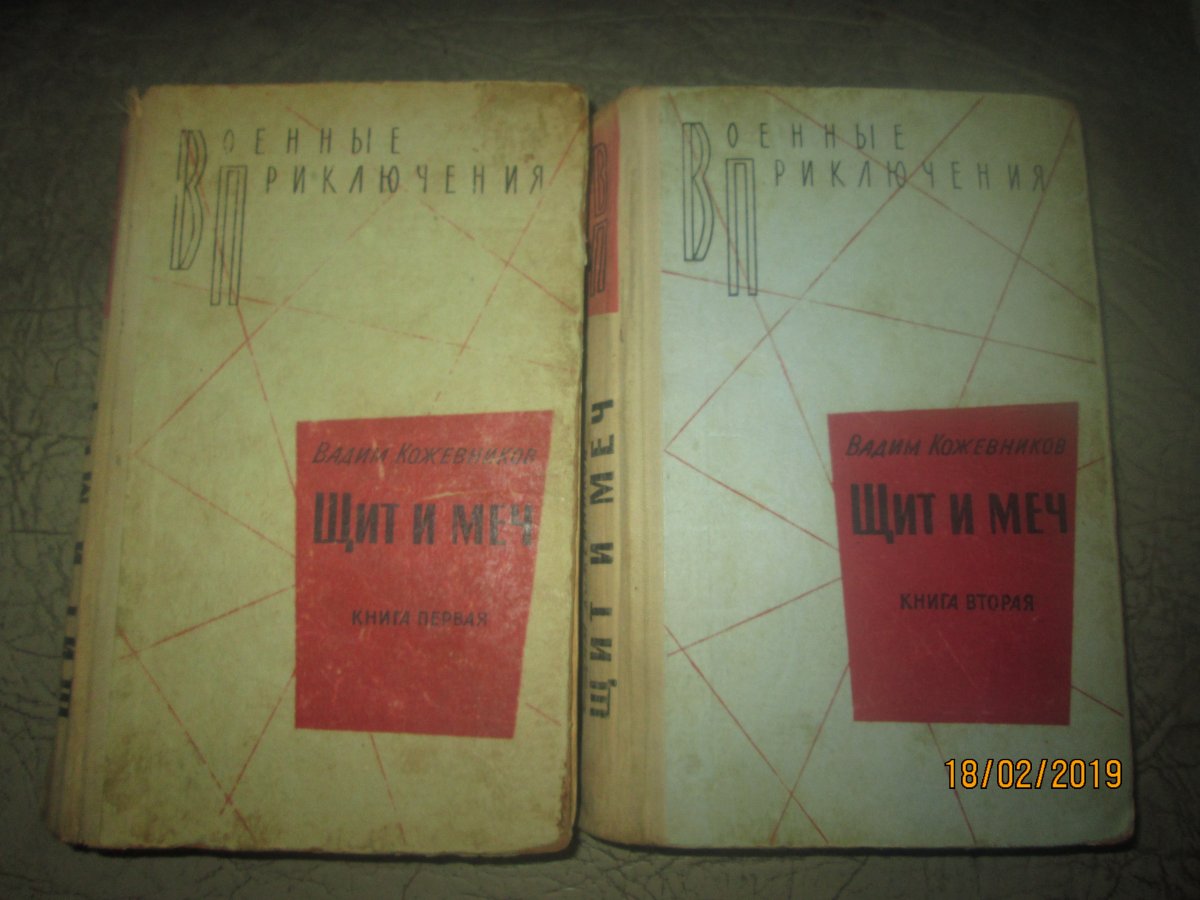 Военные
Приключения
Вадим Кожевников
Щит и меч
книга первая
ВП
Щит и меч
Военные
Приключения
Вадим Кожевников
Щит и меч
книга вторая
18/02/2019